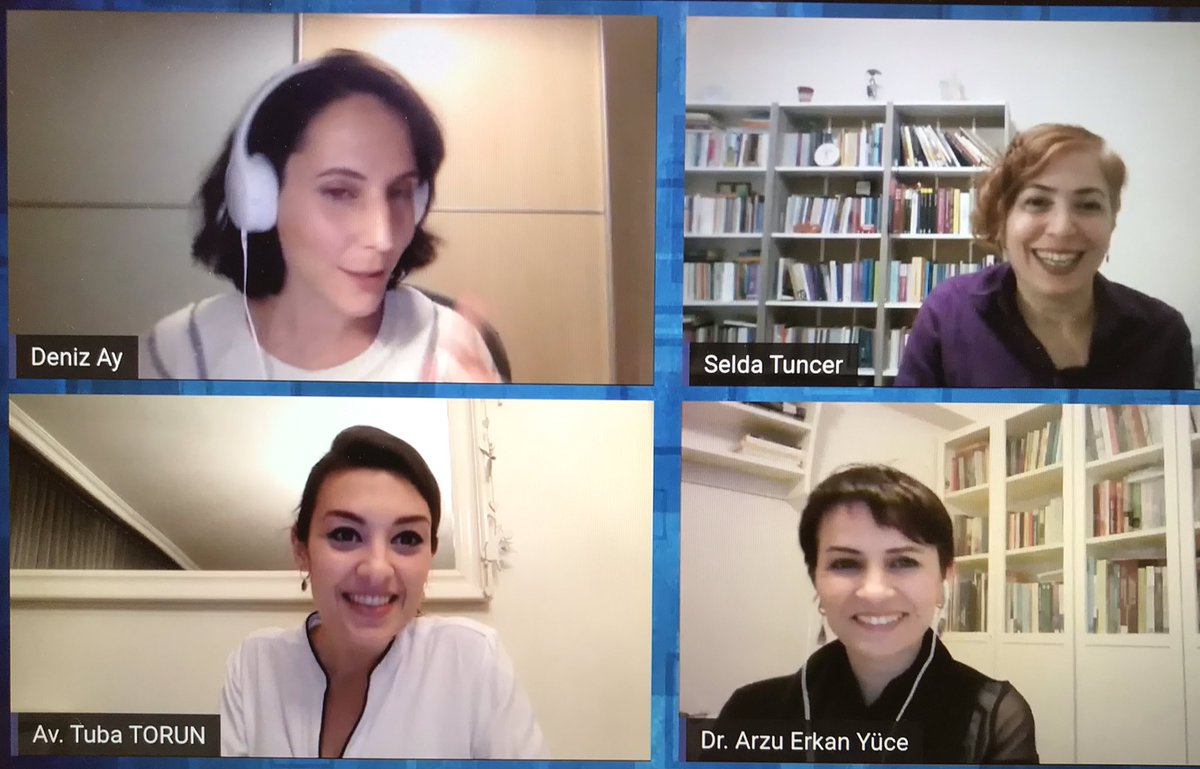 Deniz Ay
Selda Tuncer
Av. Tuba TORUN
Dr. Arzu Erkan Yüce